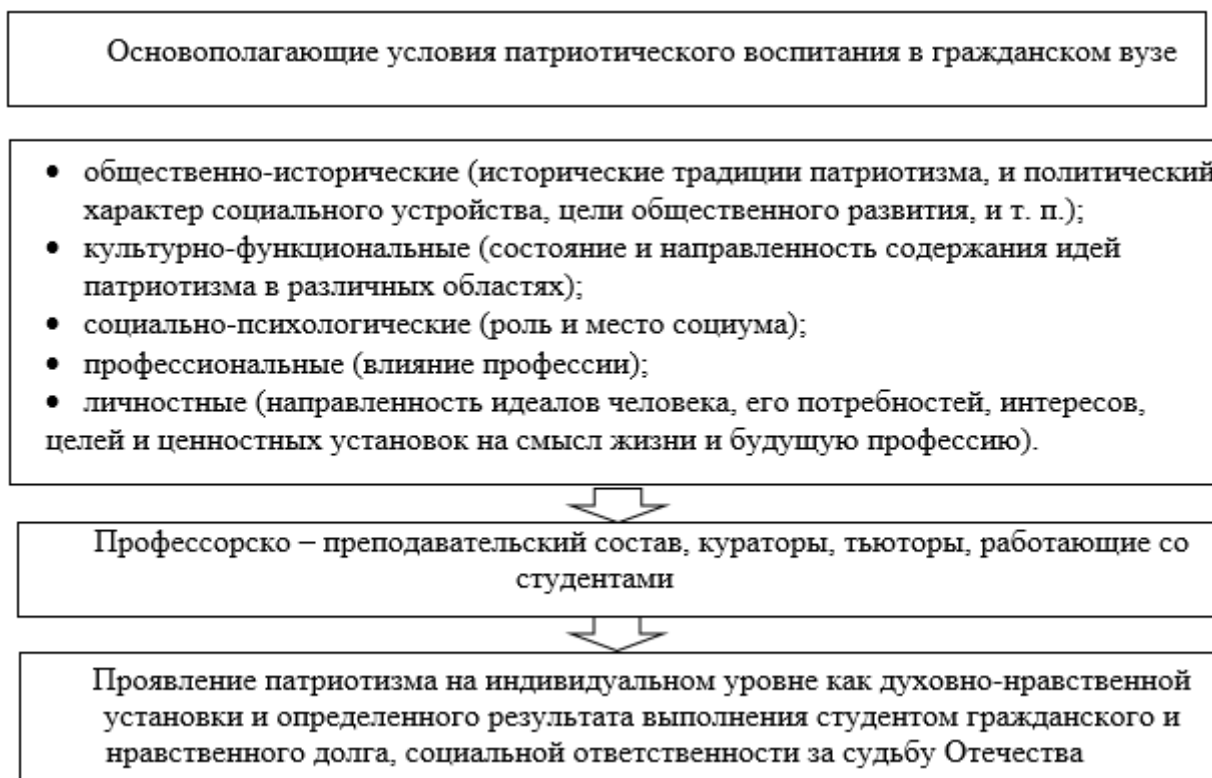 Основополагающие условия патриотического воспитания в гражданском вузе
• общественно-исторические (исторические традиции патриотизма, и политический
характер социального устройства, цели общественного развития, и т. п.);
• культурно-функциональные (состояние и направленность содержания идей
патриотизма в различных областях);
• социально-психологические (роль и место социума);
• профессиональные (влияние профессии);
• личностные (направленность идеалов человека, его потребностей, интересов,
целей и ценностных установок на смысл жизни и будущую профессию).
Профессорско – преподавательский состав, кураторы, тьюторы, работающие со
студентами
Проявление патриотизма на индивидуальном уровне как духовно-нравственной
установки и определенного результата выполнения студентом гражданского и
нравственного долга, социальной ответственности за судьбу Отечества